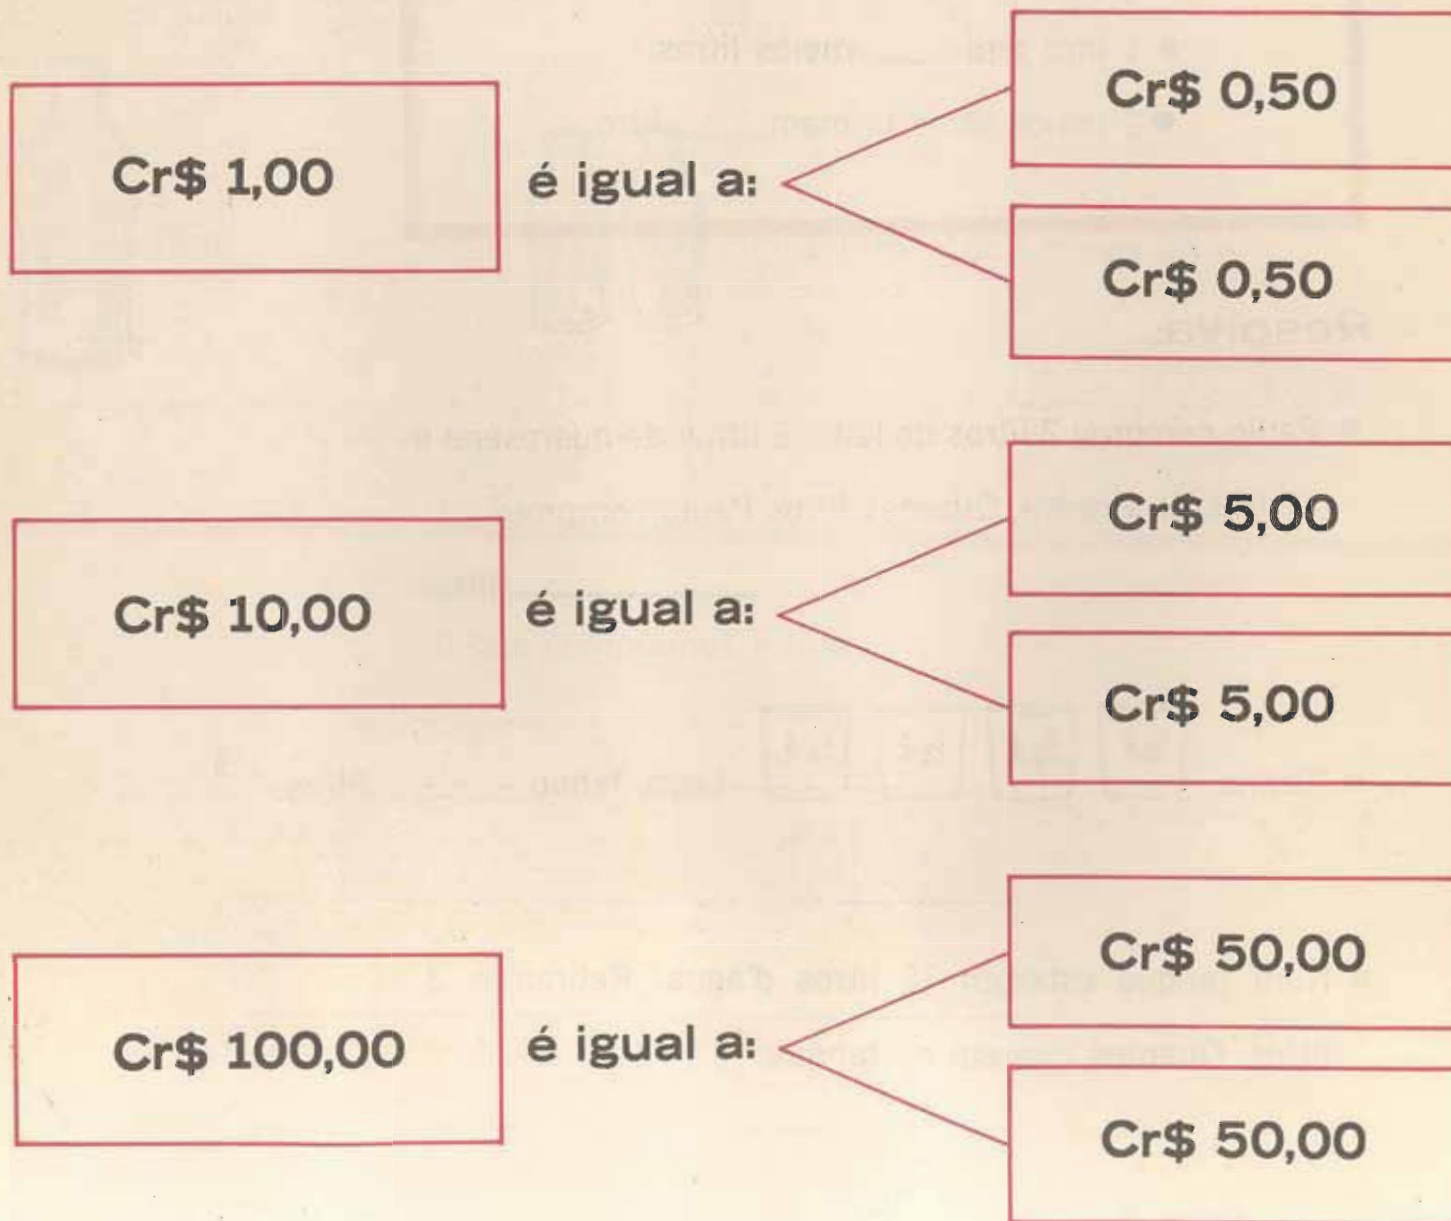 Cr$ 1,00 é igual a: Cr$ 0,50
Cr$ 0,50
Resolva:
Cr$ 10,00 é igual a: Cr$ 5,00
Cr$ 5,00
Cr$ 100,00 é igual a: Cr$ 50,00
Cr$ 50,00